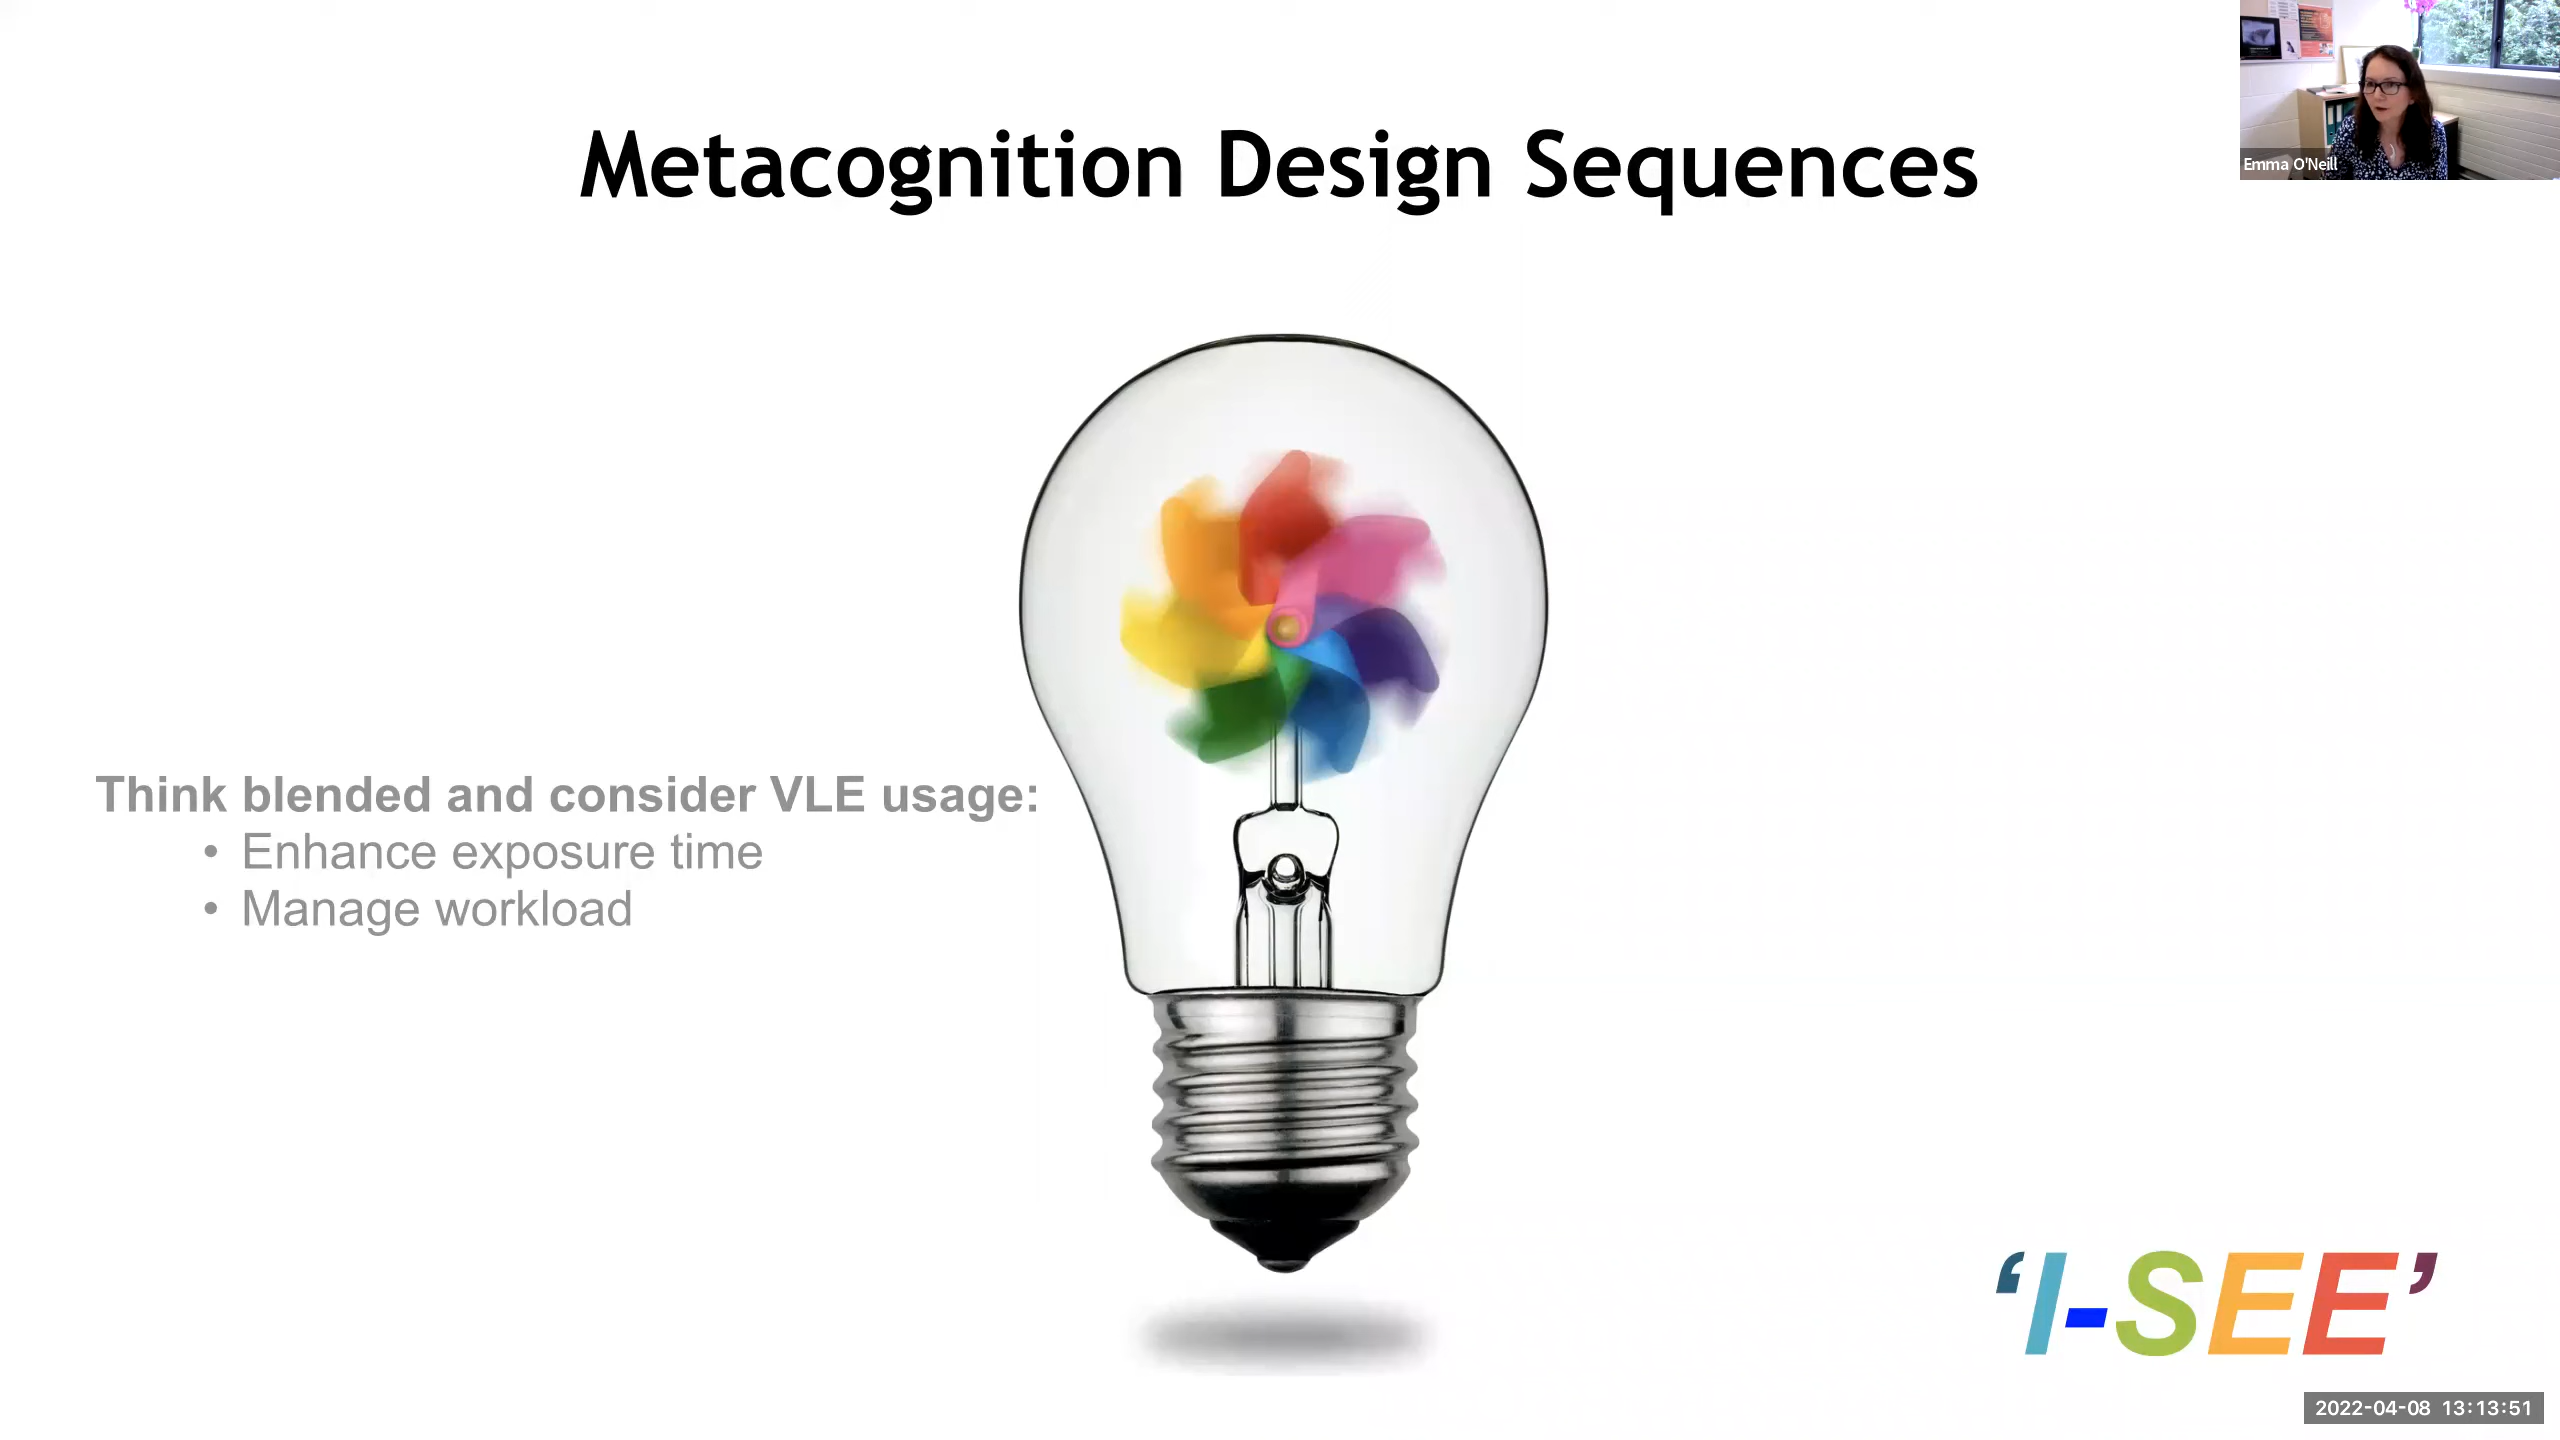 Metacognition Design Sequences
Emma O'Neill
Think blended and consider VLE usage:
• Enhance exposure time
• Manage workload
‘I-SEE’
2022-04-08 13:13:51